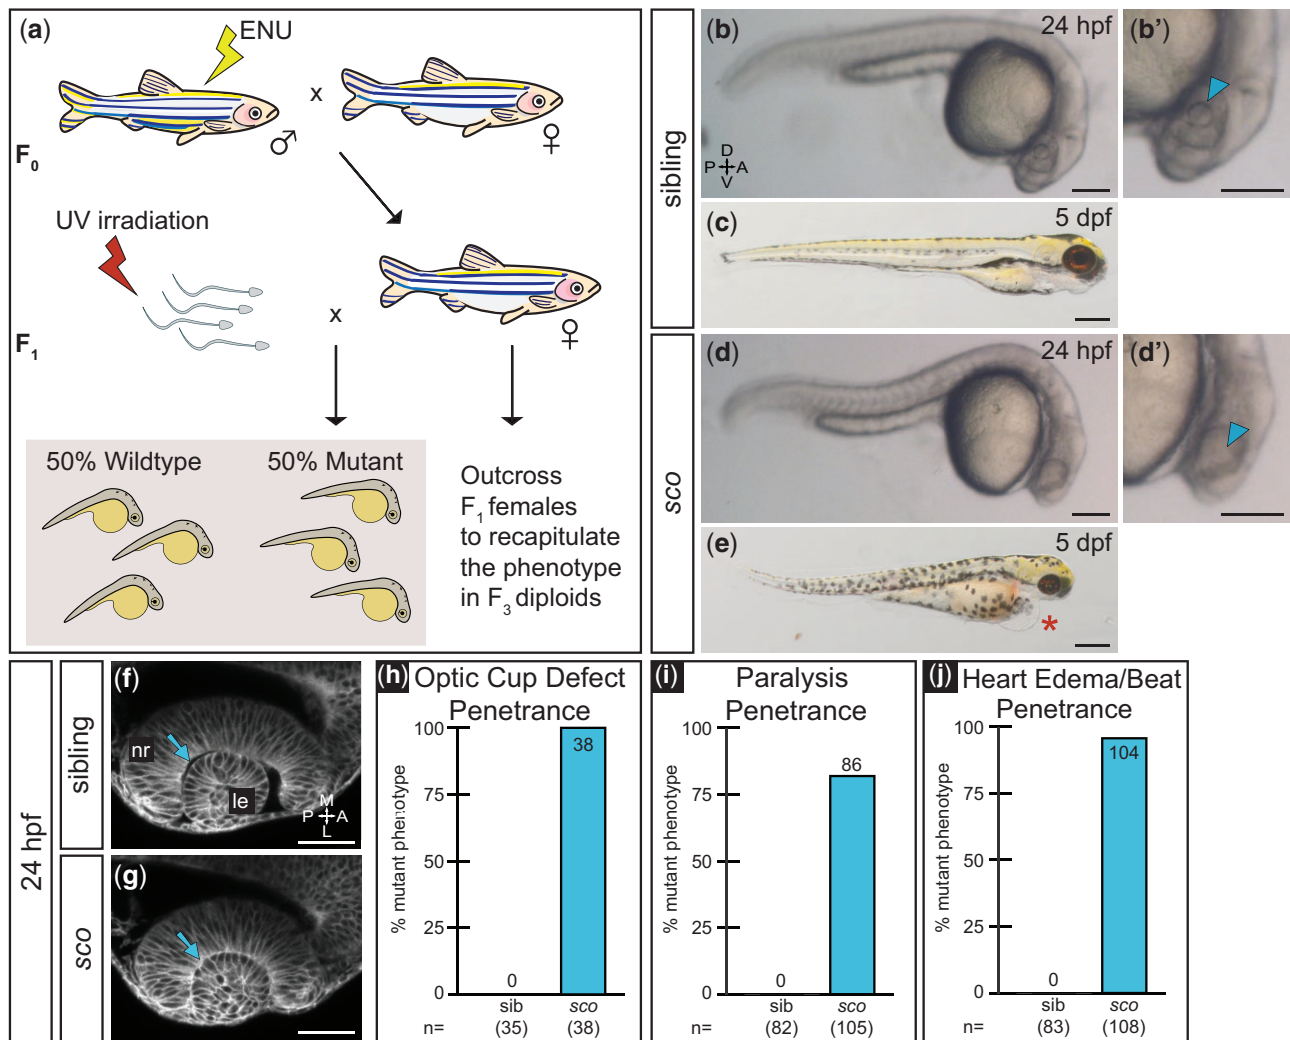 (a)
ENU
x
♂
♀
F0
UV irradiation
x
♀
F1
50% Wildtype
50% Mutant
Outcross
F1 females
to recapitulate
the phenotype
in F3 diploids
sibling
(b)
24 hpf
D
P A
V
(b')
(c)
5 dpf
sco
(d)
24 hpf
(d')
(e)
5 dpf
*
24 hpf
sibling
(f)
nr
le
M
P A
L
sco
(g)
(h) Optic Cup Defect
Penetrance
% mutant phenotype
100
75
50
25
0
38
0
sib sco
n= (35) (38)
(i) Paralysis
Penetrance
% mutant phenotype
100
75
50
25
0
86
0
sib sco
n= (82) (105)
(j) Heart Edema/Beat
Penetrance
% mutant phenotype
100
75
50
25
0
104
0
sib sco
n= (83) (108)